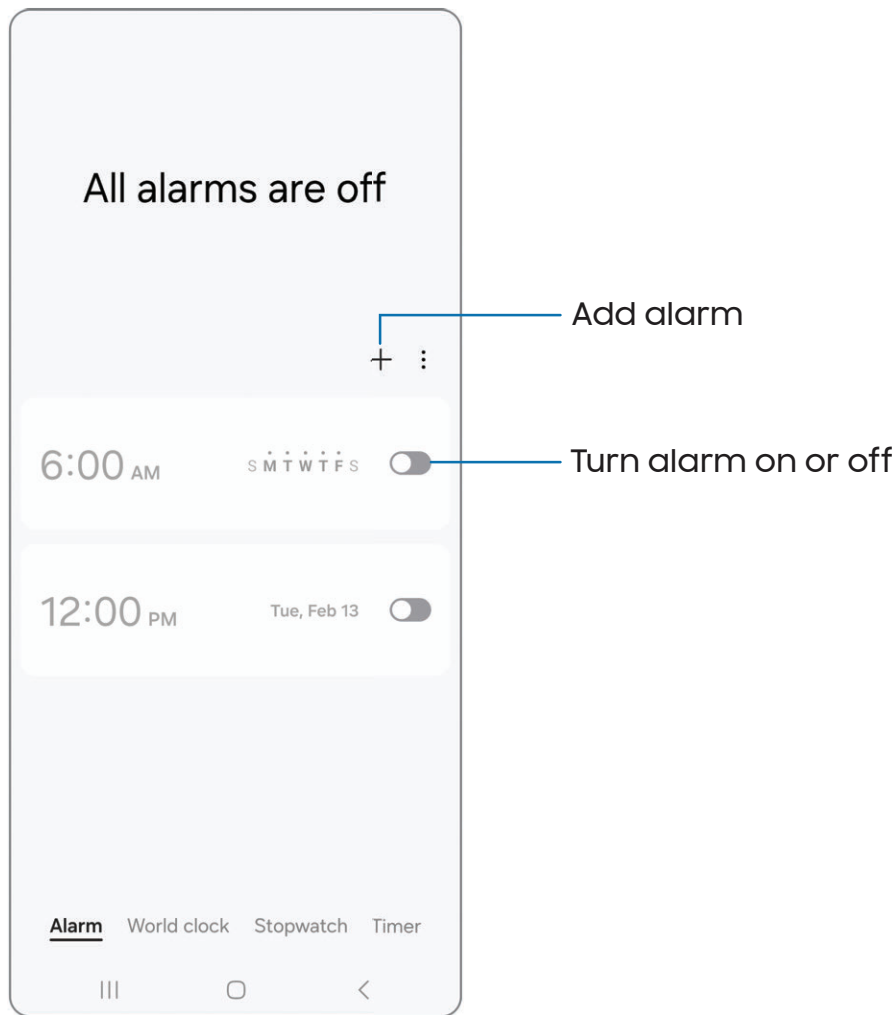 All alarms are off
Add alarm
+
6:00 AM S M T W T F S
Turn alarm on or off
12:00 PM Tue, Feb 13
Alarm World clock Stopwatch Timer